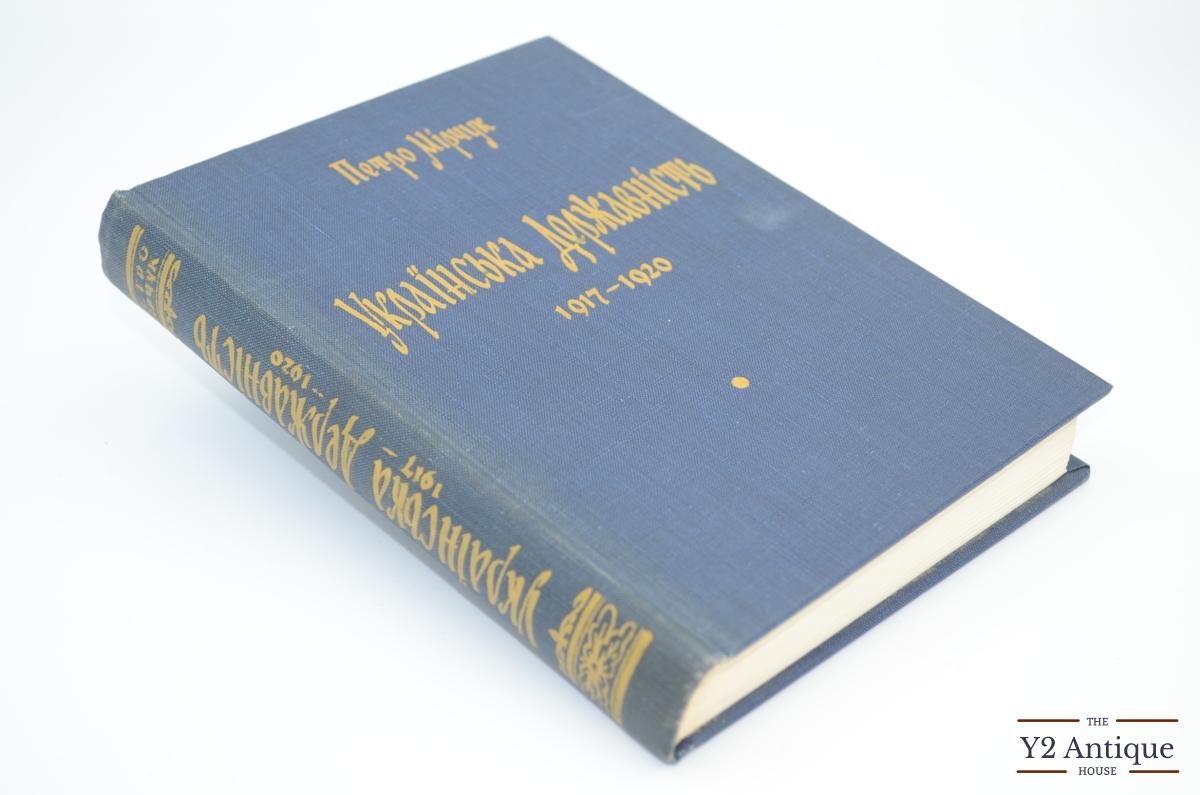 Петро Мірчук
Українська Державність
1917–1920
Українська Державність
1917 – 1920
THE
Y2 Antique
HOUSE